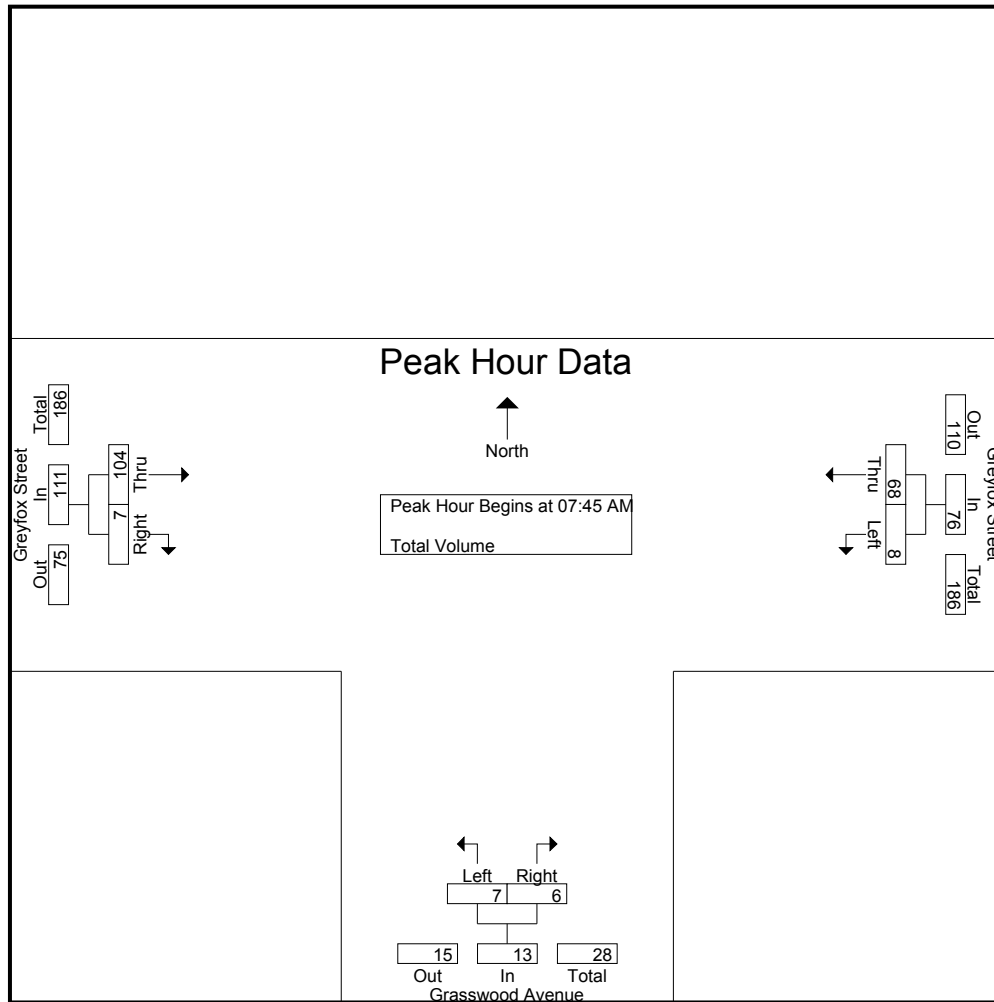 Peak Hour Data
North
Peak Hour Begins at 07:45 AM
Total Volume
Greyfox Street
Out In Total
75 111 186
7 104
Right Thru
Greyfox Street
Out In Total
110 76 186
68 8
Thru Left
Left Right
7 6
15 13 28
Out In Total
Grasswood Avenue